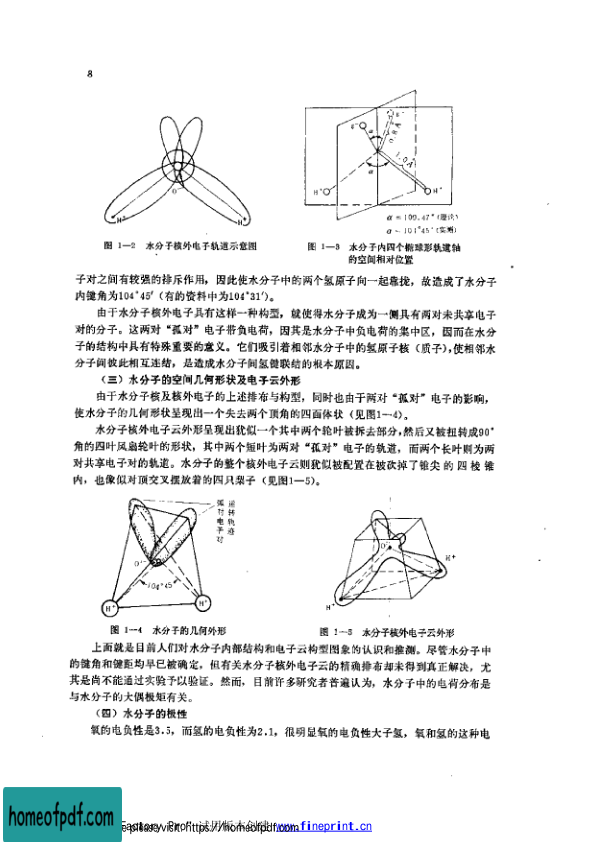 8
O⁻
H⁺
H⁺
e⁻
e⁻
0.8Å
1.0Å
α
α
H⁺
H⁺
α=109.47°(理论)
α—104°45′(实测)
图 1—2 水分子核外电子轨道示意图
图 1—3 水分子内四个椭球形轨道轴
的空间相对位置
子对之间有较强的排斥作用，因此使水分子中的两个氢原子向一起靠拢，故造成了水分子
内键角为104°45′（有的资料中为104°31′）。
由于水分子核外电子具有这样一种构型，就使得水分子成为一侧具有两对未共享电子
对的分子。这两对“孤对”电子带负电荷，因其是水分子中负电荷的集中区，因而在水分
子的结构中具有特殊重要的意义。它们吸引着相邻水分子中的氢原子核（质子），使相邻水
分子间彼此相互连结，是造成水分子间氢键联结的根本原因。
（三）水分子的空间几何形状及电子云外形
由于水分子核及核外电子的上述排布与构型，同时也由于两对“孤对”电子的影响，
使水分子的几何形状呈现出一个失去两个顶角的四面体状（见图1—4）。
水分子核外电子云外形呈现出犹似一个其中两个轮叶被拆去部分，然后又被扭转成90°
角的四叶风扇轮叶的形状，其中两个短叶为两对“孤对”电子的轨道，而两个长叶则为两
对共享电子对的轨道。水分子的整个核外电子云则犹似被配置在被砍掉了锥尖的四棱锥
内，也像似对顶交叉摆放着的四只梨子（见图1—5）。
孤对电子对
运转轨迹
O⁻
104°45′
H⁺
H⁺
O⁻
H⁺
H⁺
图 1—4 水分子的几何外形
图 1—5 水分子核外电子云外形
上面就是目前人们对水分子内部结构和电子云构型图象的认识和推测。尽管水分子中
的键角和键距均早已被确定，但有关水分子核外电子云的精确排布却未得到真正解决，尤
其是尚不能通过实验予以验证。然而，目前许多研究者普遍认为，水分子中的电荷分布是
与水分子的大偶极矩有关。
（四）水分子的极性
氧的电负性是3.5，而氢的电负性为2.1，很明显氧的电负性大于氢，氧和氢的这种电
homeofpdf.com
Factory Pro" 试用版本创建 www.fineprint.cn
please visit: https://homeofpdf.com